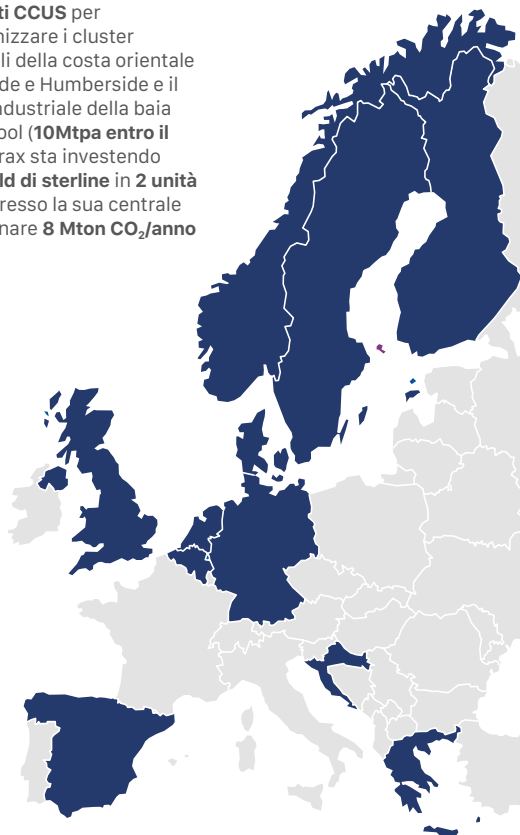 ti CCUS per
nizzare i cluster
li della costa orientale
de e Humberside e il
ndustriale della baia
ool (10Mtpa entro il
rax sta investendo
ld di sterline in 2 unità
resso la sua centrale
nare 8 Mton CO₂/anno